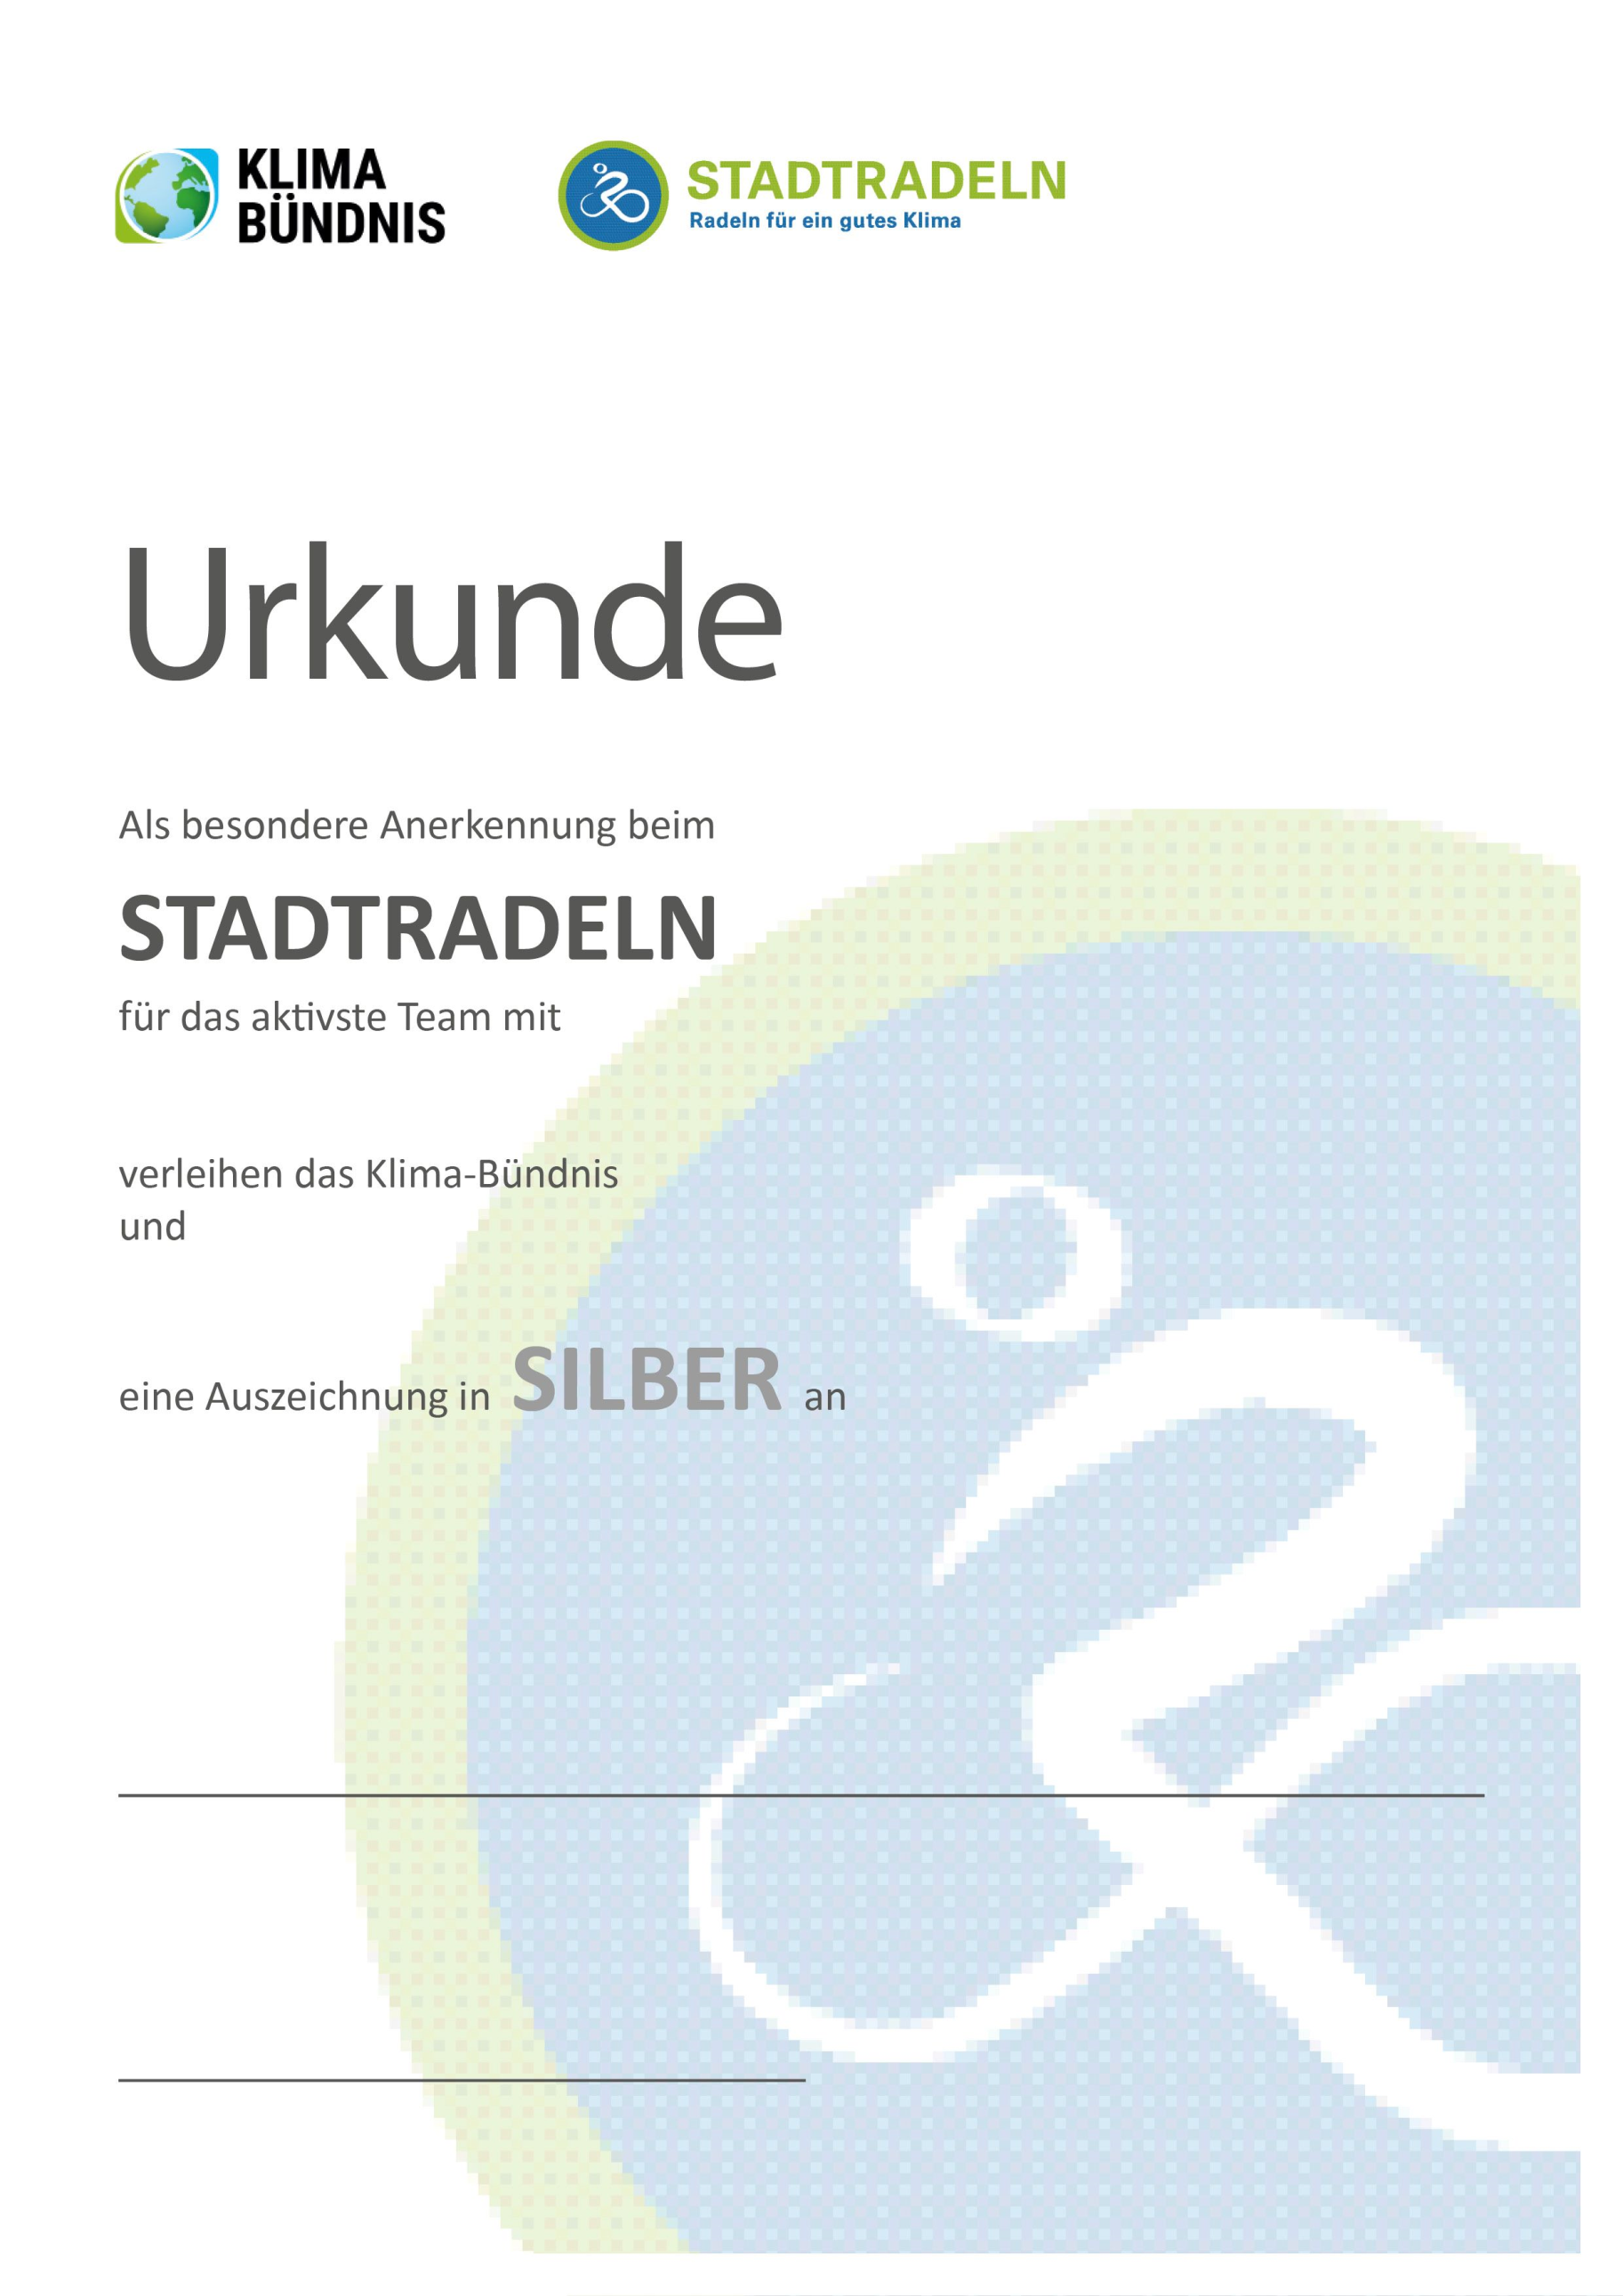 KLIMA
BÜNDNIS
STADTRADELN
Radeln für ein gutes Klima
Urkunde
Als besondere Anerkennung beim
STADTRADELN
für das aktivste Team mit
verleihen das Klima-Bündnis
und
eine Auszeichnung in SILBER an